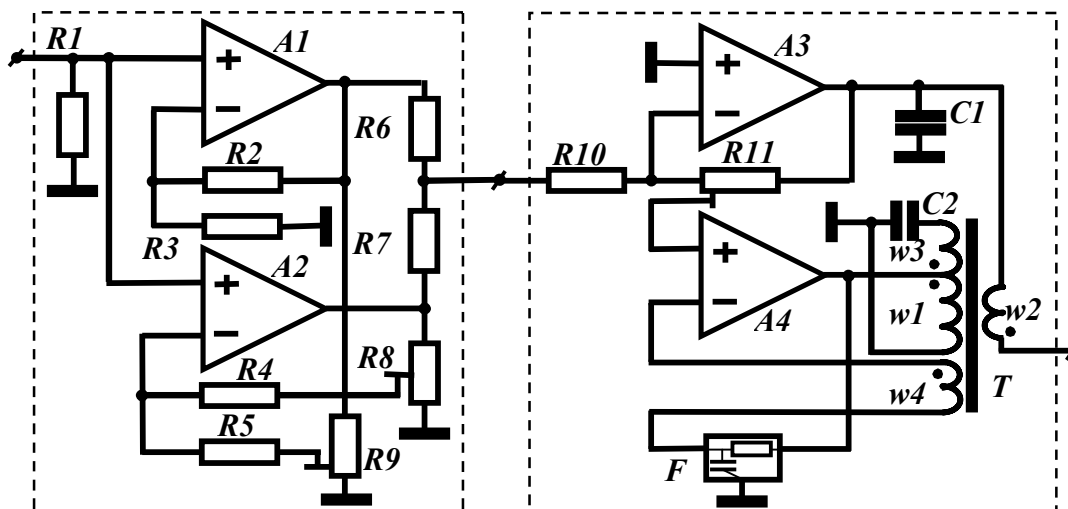 R1
A1
+
−
R2
R3
A2
+
−
R4
R5
R6
R7
R8
R9
A3
+
−
C1
R10
R11
C2
+
−
A4
w3
w1
w2
w4
T
F